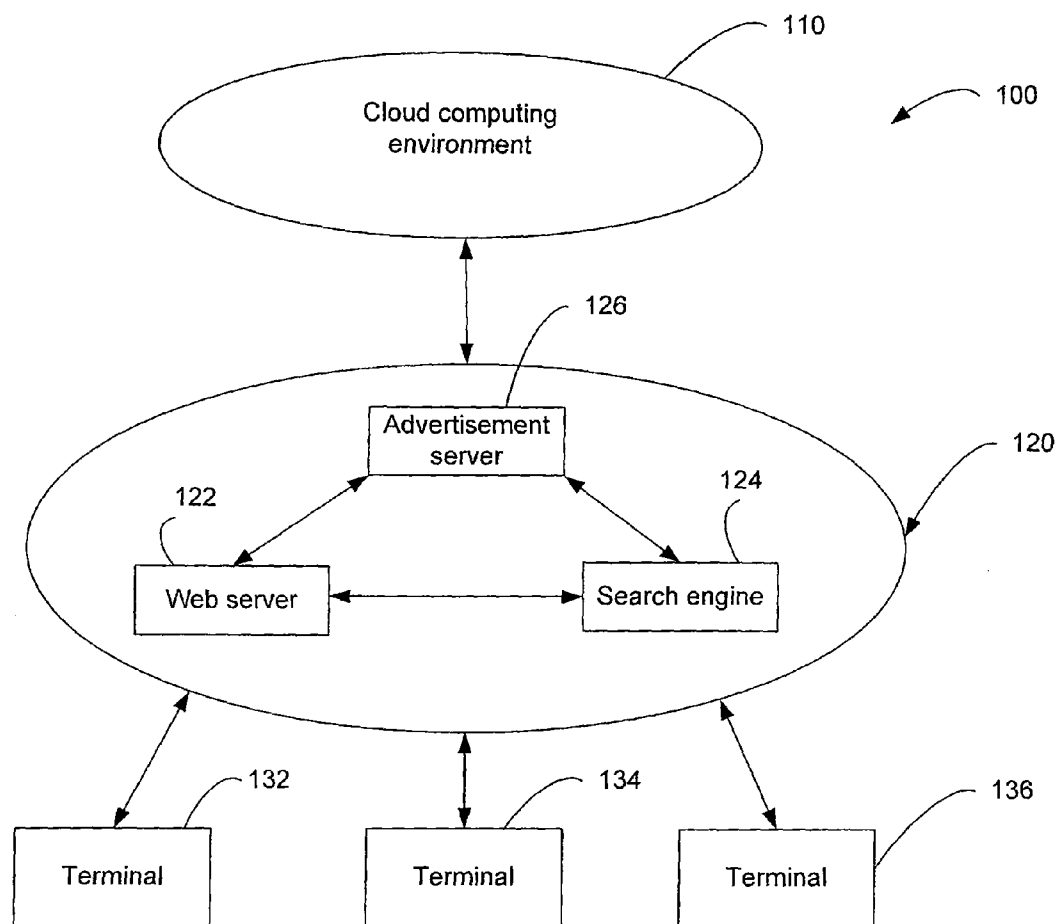 110
100
Cloud computing
environment
126
Advertisement
server
120
122
124
Web server
Search engine
132
134
136
Terminal
Terminal
Terminal